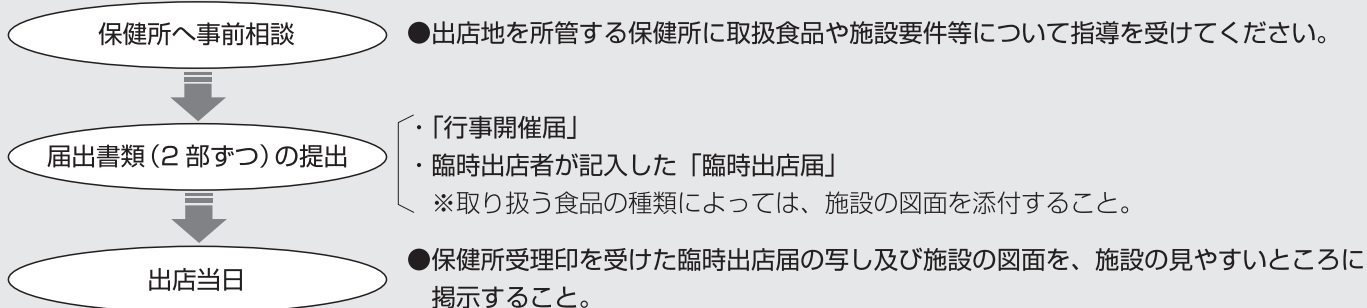 保健所へ事前相談
●出店地を所管する保健所に取扱食品や施設要件等について指導を受けてください。
届出書類(2 部ずつ)の提出
・「行事開催届」
・臨時出店者が記入した「臨時出店届」
※取り扱う食品の種類によっては、施設の図面を添付すること。
出店当日
●保健所受理印を受けた臨時出店届の写し及び施設の図面を、施設の見やすいところに
掲示すること。